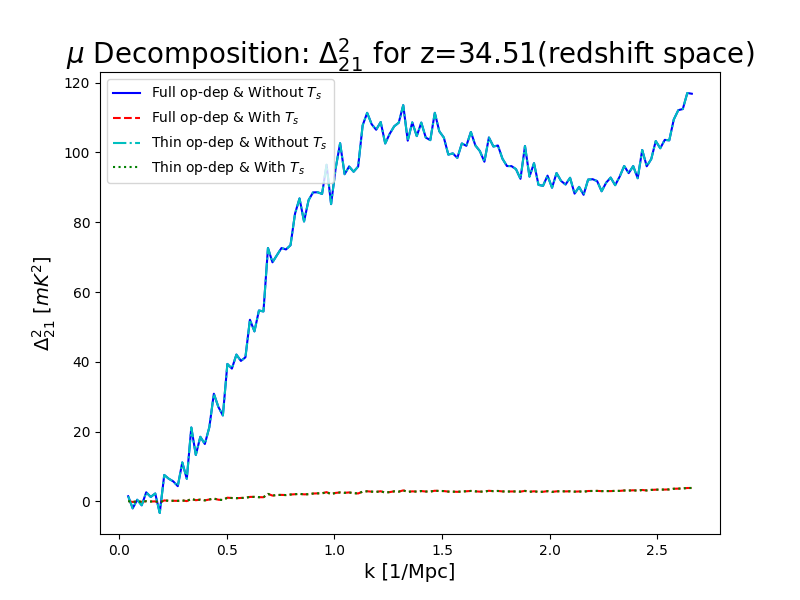 μ Decomposition: Δ²₂₁ for z=34.51(redshift space)
Full op-dep & Without Tₛ
Full op-dep & With Tₛ
Thin op-dep & Without Tₛ
Thin op-dep & With Tₛ
120
100
80
60
40
20
0
Δ²₂₁ [mK²]
0.0 0.5 1.0 1.5 2.0 2.5
k [1/Mpc]